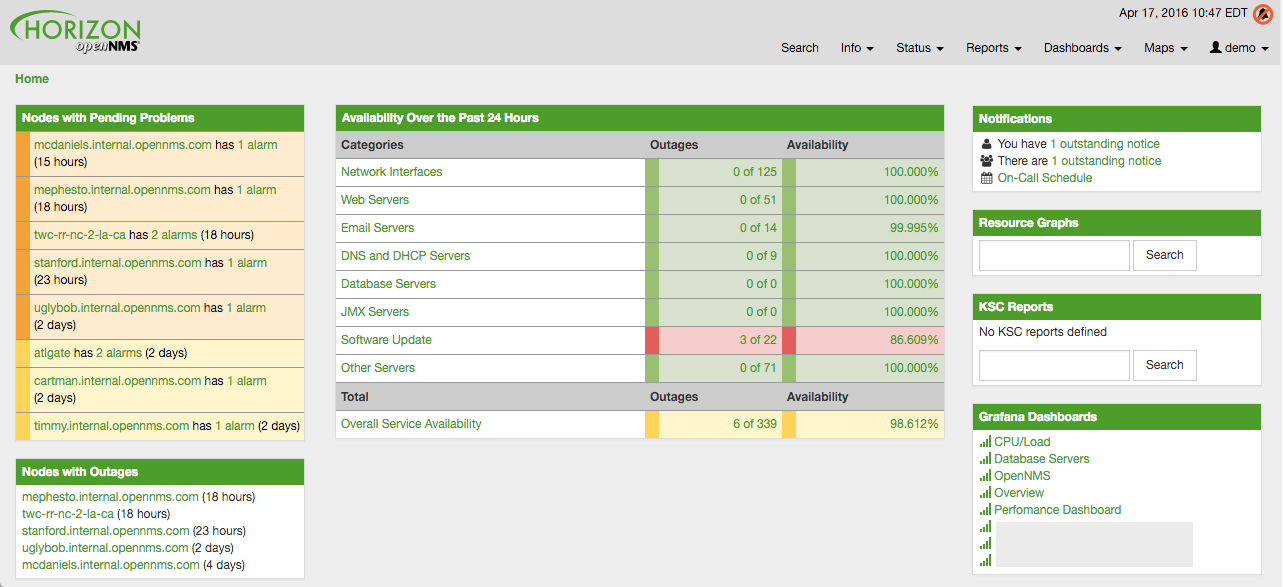 HORIZON
openNMS
Apr 17, 2016 10:47 EDT
Search Info Status Reports Dashboards Maps demo
Home
Nodes with Pending Problems
mcdaniels.internal.opennms.com has 1 alarm
(15 hours)
mephesto.internal.opennms.com has 1 alarm
(18 hours)
twc-rr-nc-2-la-ca has 2 alarms (18 hours)
stanford.internal.opennms.com has 1 alarm
(23 hours)
uglybob.internal.opennms.com has 1 alarm
(2 days)
atlgate has 2 alarms (2 days)
cartman.internal.opennms.com has 1 alarm
(2 days)
timmy.internal.opennms.com has 1 alarm (2 days)
Nodes with Outages
mephesto.internal.opennms.com (18 hours)
twc-rr-nc-2-la-ca (18 hours)
stanford.internal.opennms.com (23 hours)
uglybob.internal.opennms.com (2 days)
mcdaniels.internal.opennms.com (4 days)
Availability Over the Past 24 Hours
Categories Outages Availability
Network Interfaces 0 of 125 100.000%
Web Servers 0 of 51 100.000%
Email Servers 0 of 14 99.995%
DNS and DHCP Servers 0 of 9 100.000%
Database Servers 0 of 0 100.000%
JMX Servers 0 of 0 100.000%
Software Update 3 of 22 86.609%
Other Servers 0 of 71 100.000%
Total Outages Availability
Overall Service Availability 6 of 339 98.612%
Notifications
You have 1 outstanding notice
There are 1 outstanding notice
On-Call Schedule
Resource Graphs
Search
KSC Reports
No KSC reports defined
Search
Grafana Dashboards
CPU/Load
Database Servers
OpenNMS
Overview
Perfomance Dashboard